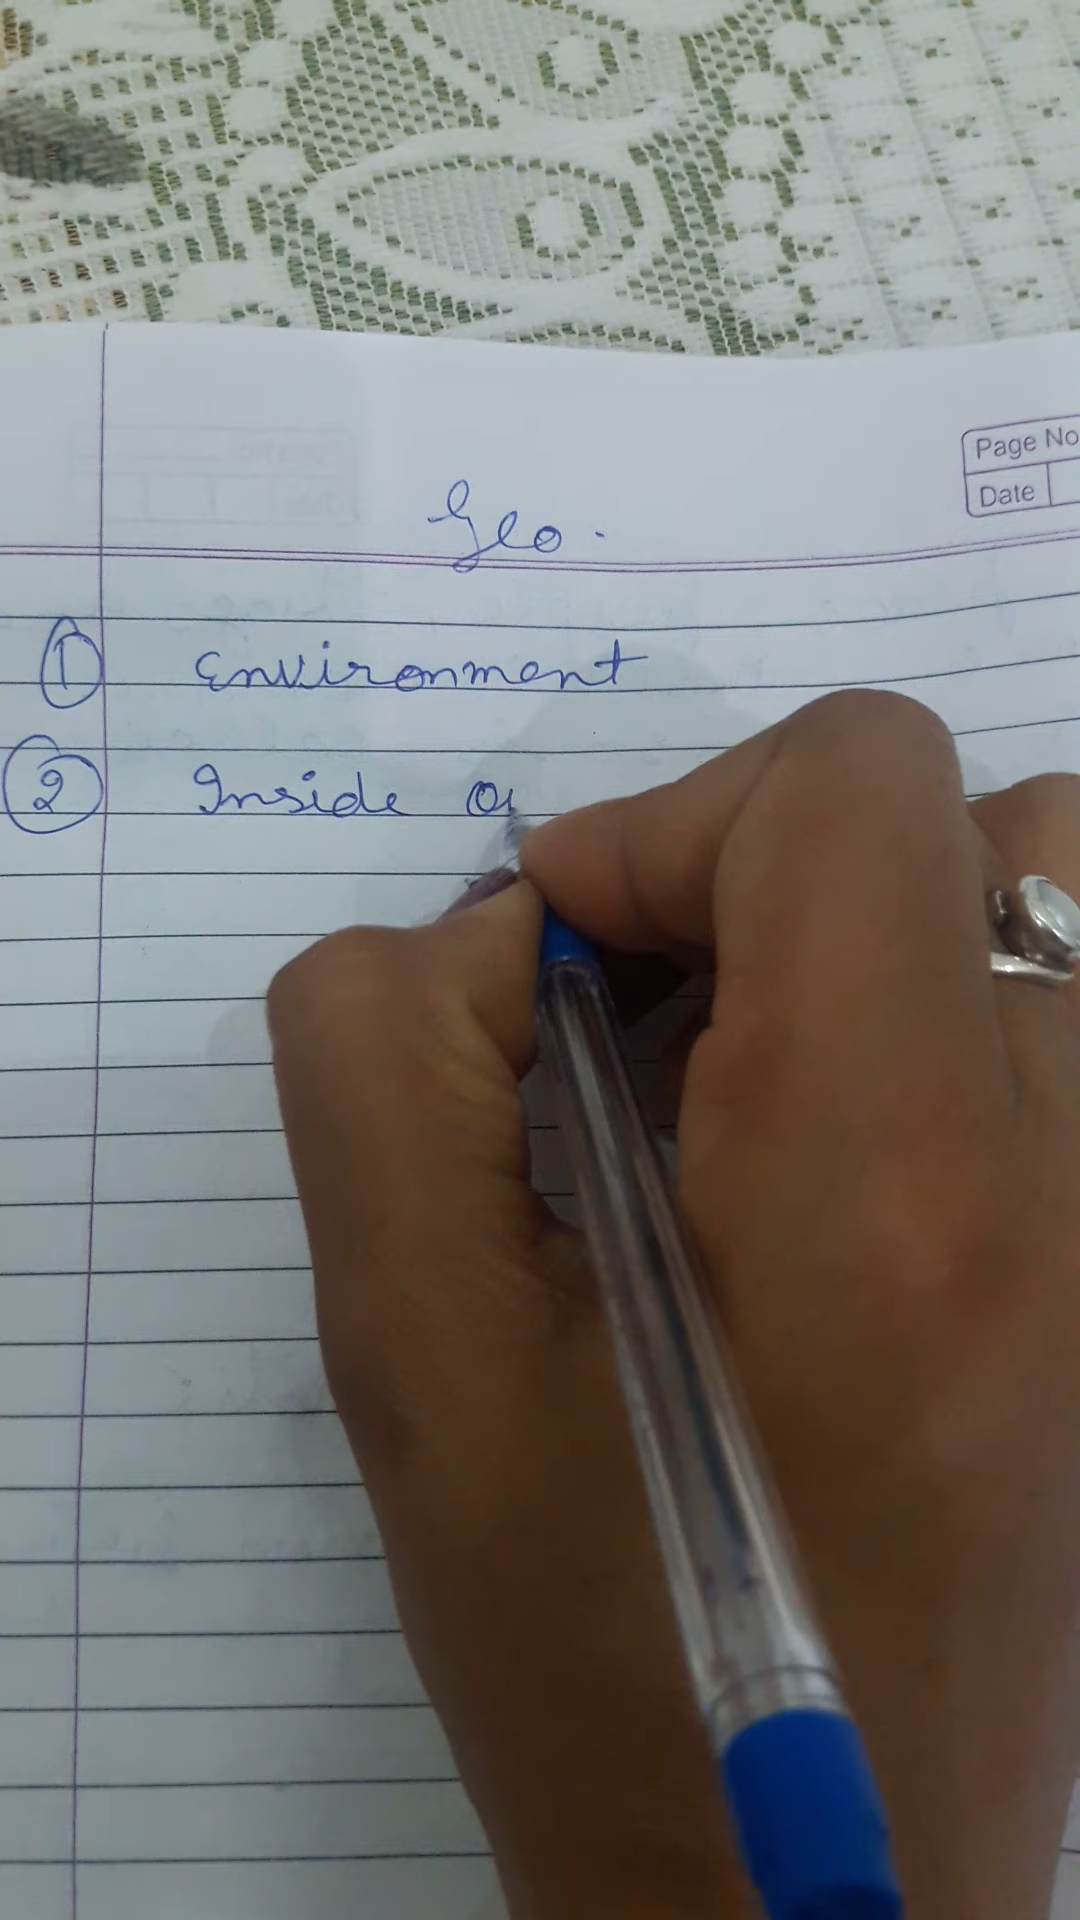 Page No
Date
Geo.
① Environment
② Inside